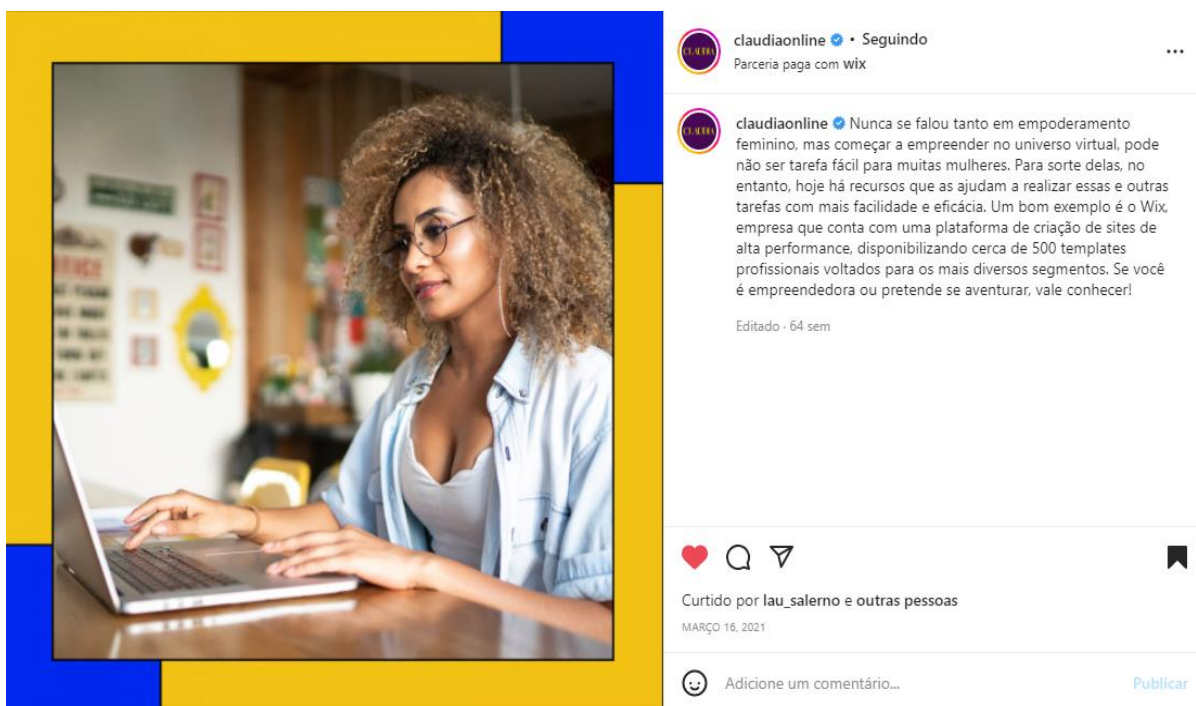 CLAUDIA
claudiaonline • Seguindo
Parceria paga com wix
...
CLAUDIA
claudiaonline Nunca se falou tanto em empoderamento
feminino, mas começar a empreender no universo virtual, pode
não ser tarefa fácil para muitas mulheres. Para sorte delas, no
entanto, hoje há recursos que as ajudam a realizar essas e outras
tarefas com mais facilidade e eficácia. Um bom exemplo é o Wix,
empresa que conta com uma plataforma de criação de sites de
alta performance, disponibilizando cerca de 500 templates
profissionais voltados para os mais diversos segmentos. Se você
é empreendedora ou pretende se aventurar, vale conhecer!
Editado · 64 sem
Curtido por lau_salerno e outras pessoas
MARÇO 16, 2021
Adicione um comentário...
Publicar